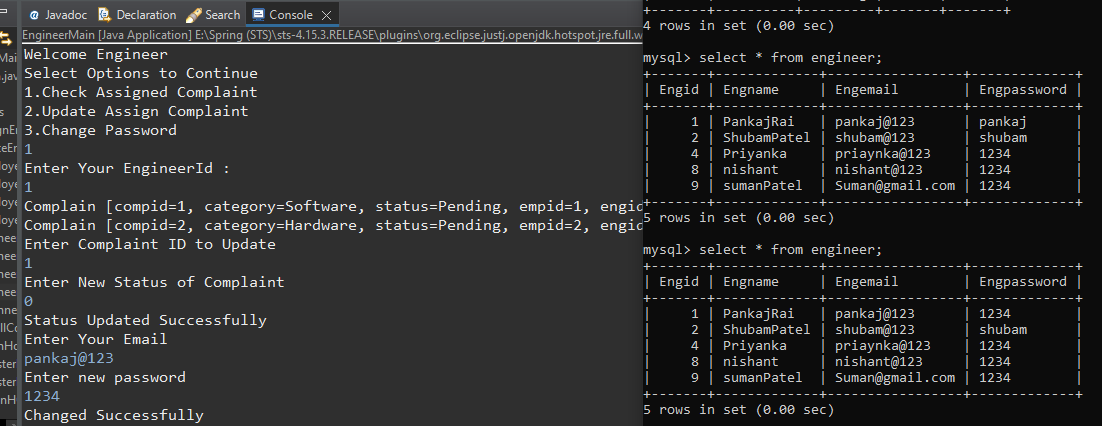 Javadoc Declaration Search Console
EngineerMain [Java Application] E:\Spring (STS)\sts-4.15.3.RELEASE\plugins\org.eclipse.justj.openjdk.hotspot.jre.full.w
Welcome Engineer
Select Options to Continue
1.Check Assigned Complaint
2.Update Assign Complaint
3.Change Password
1
Enter Your EngineerId :
1
Complain [compid=1, category=Software, status=Pending, empid=1, engid
Complain [compid=2, category=Hardware, status=Pending, empid=2, engid
Enter Complaint ID to Update
1
Enter New Status of Complaint
0
Status Updated Successfully
Enter Your Email
pankaj@123
Enter new password
1234
Changed Successfully
+-------+-----------+---------+-------+-------+
4 rows in set (0.00 sec)
mysql> select * from engineer;
+-------+-------------+-----------------+-------------+
| Engid | Engname | Engemail | Engpassword |
+-------+-------------+-----------------+-------------+
| 1 | PankajRai | pankaj@123 | pankaj |
| 2 | ShubamPatel | shubam@123 | shubam |
| 4 | Priyanka | priaynka@123 | 1234 |
| 8 | nishant | nishant@123 | 1234 |
| 9 | sumanPatel | Suman@gmail.com | 1234 |
+-------+-------------+-----------------+-------------+
5 rows in set (0.00 sec)
mysql> select * from engineer;
+-------+-------------+-----------------+-------------+
| Engid | Engname | Engemail | Engpassword |
+-------+-------------+-----------------+-------------+
| 1 | PankajRai | pankaj@123 | 1234 |
| 2 | ShubamPatel | shubam@123 | shubam |
| 4 | Priyanka | priaynka@123 | 1234 |
| 8 | nishant | nishant@123 | 1234 |
| 9 | sumanPatel | Suman@gmail.com | 1234 |
+-------+-------------+-----------------+-------------+
5 rows in set (0.00 sec)